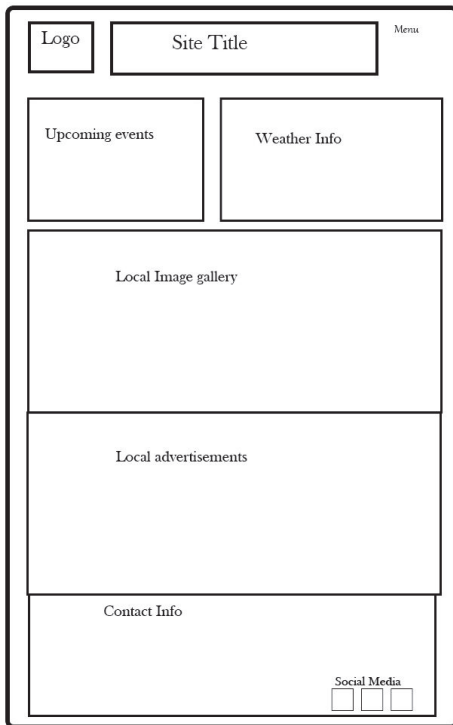 Logo
Site Title
Menu
Upcoming events
Weather Info
Local Image gallery
Local advertisements
Contact Info
Social Media